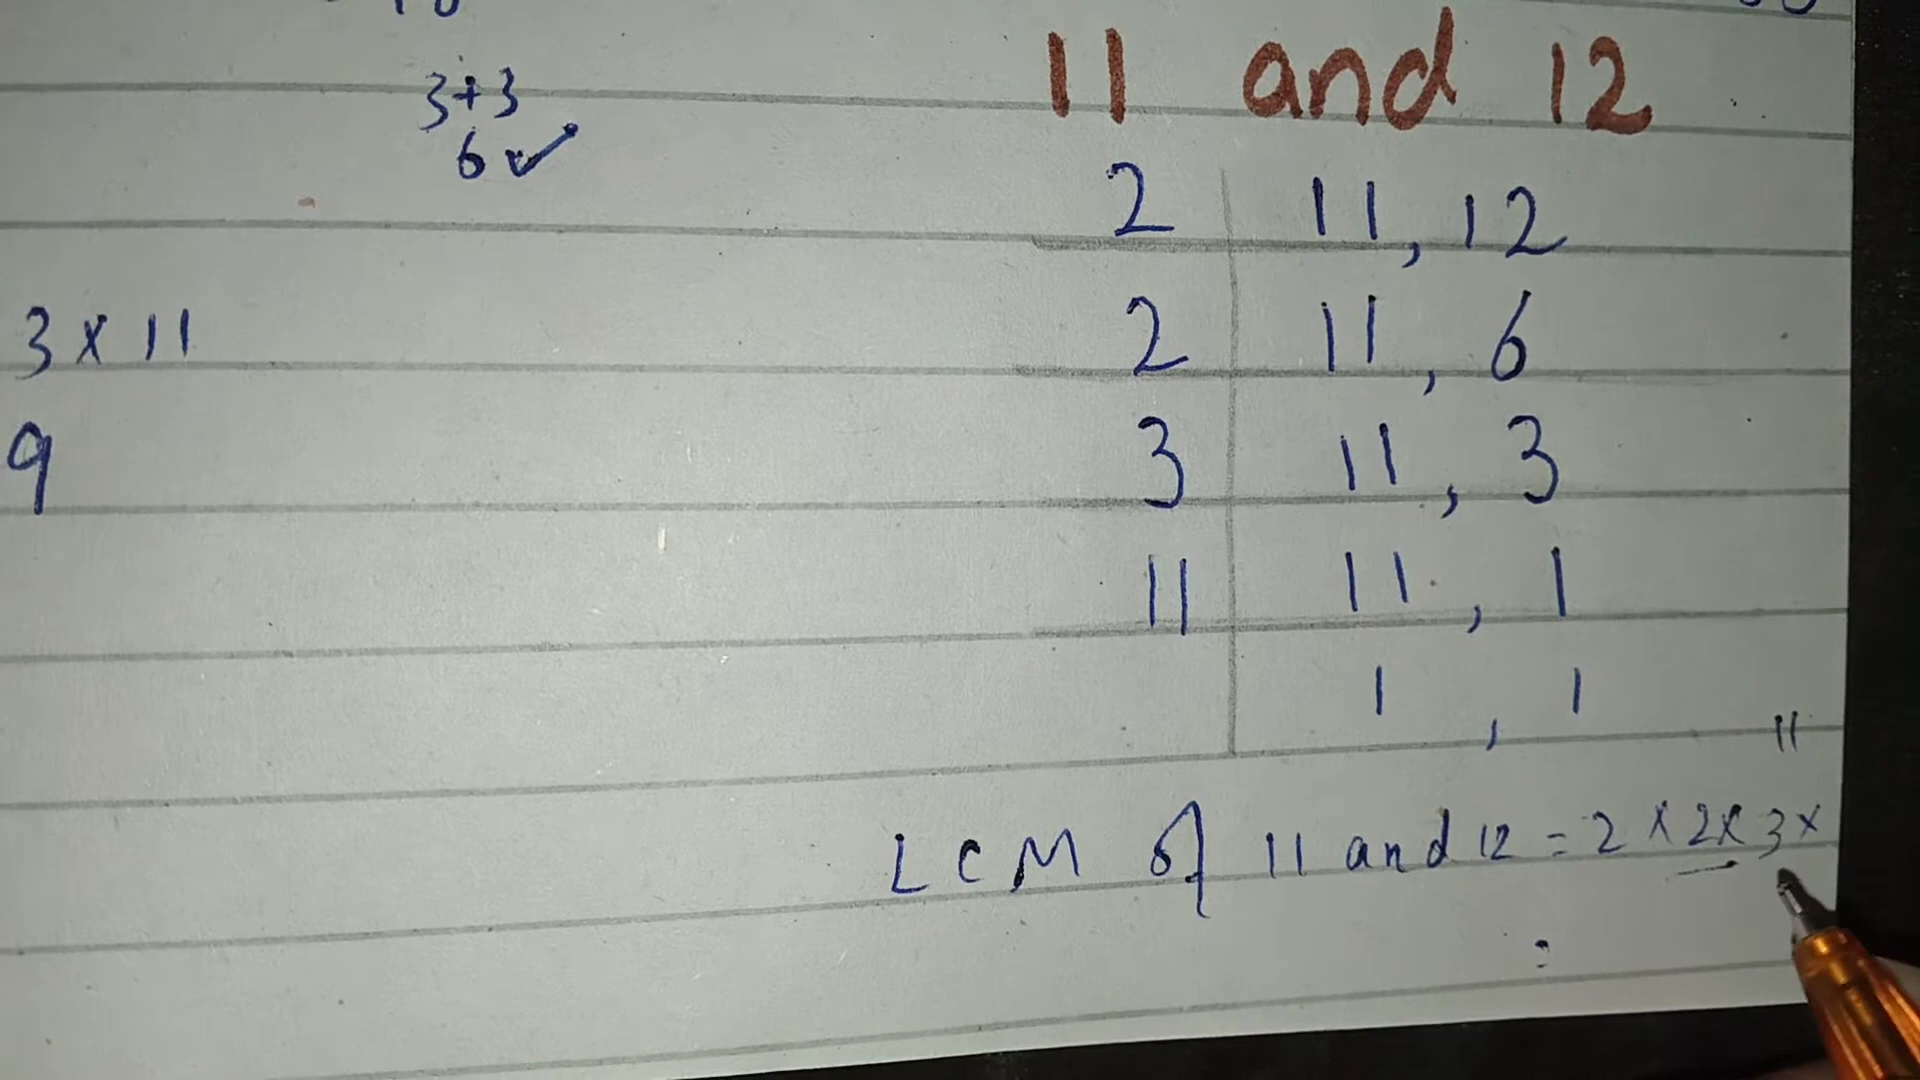 11 and 12
3+3
6 ✓
2 11, 12
3 x 11
2 11, 6
9
3 11, 3
11 11, 1
1, 1
11
LCM of 11 and 12 = 2 x 2 x 3 x
=